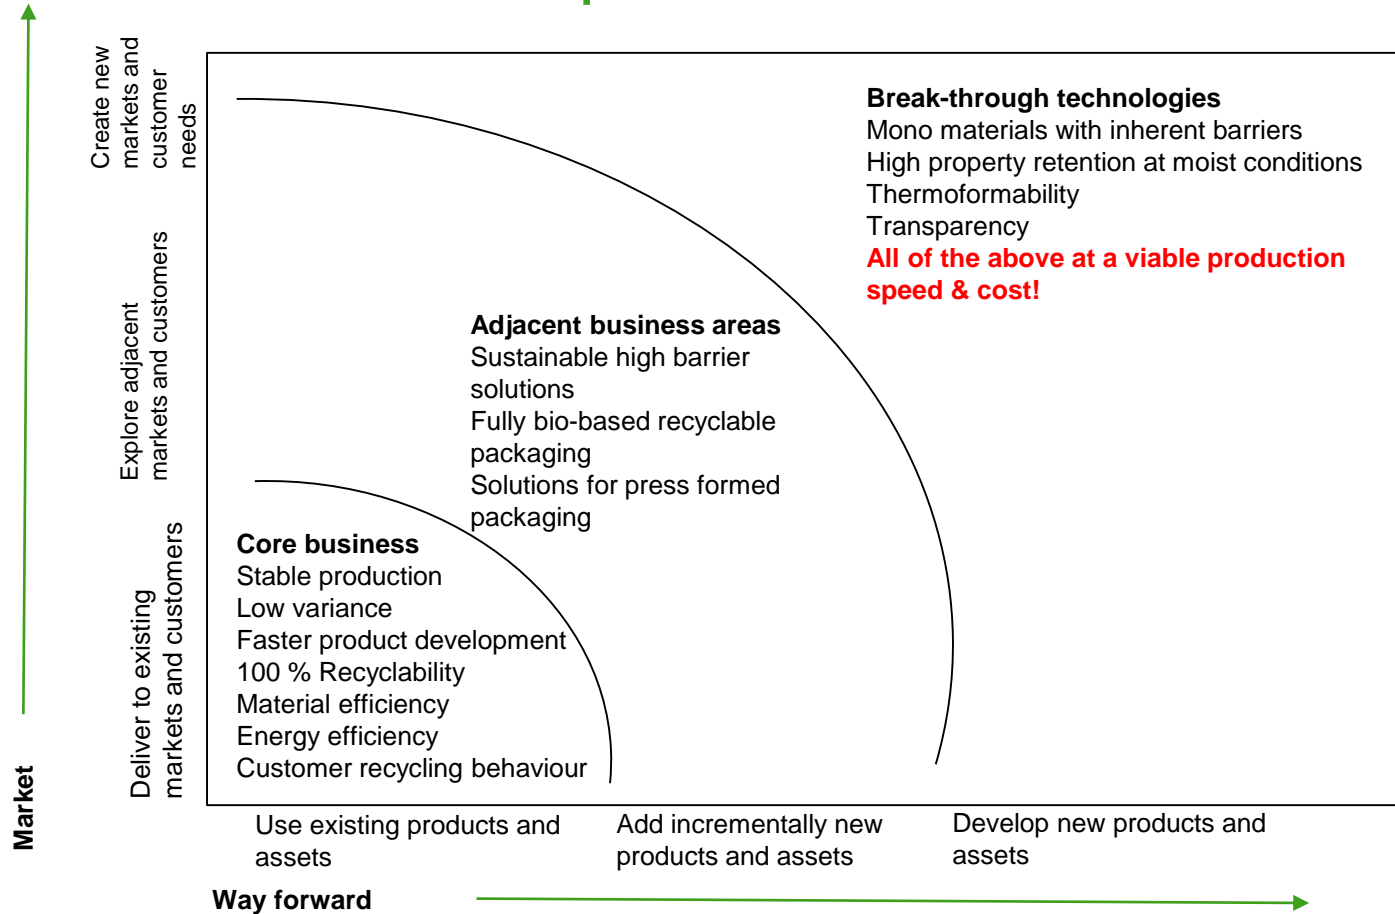 Create new
markets and
customer
needs
Explore adjacent
markets and customers
Deliver to existing
markets and customers
Market
Break-through technologies
Mono materials with inherent barriers
High property retention at moist conditions
Thermoformability
Transparency
All of the above at a viable production
speed & cost!
Adjacent business areas
Sustainable high barrier
solutions
Fully bio-based recyclable
packaging
Solutions for press formed
packaging
Core business
Stable production
Low variance
Faster product development
100 % Recyclability
Material efficiency
Energy efficiency
Customer recycling behaviour
Use existing products and
assets
Add incrementally new
products and assets
Develop new products and
assets
Way forward